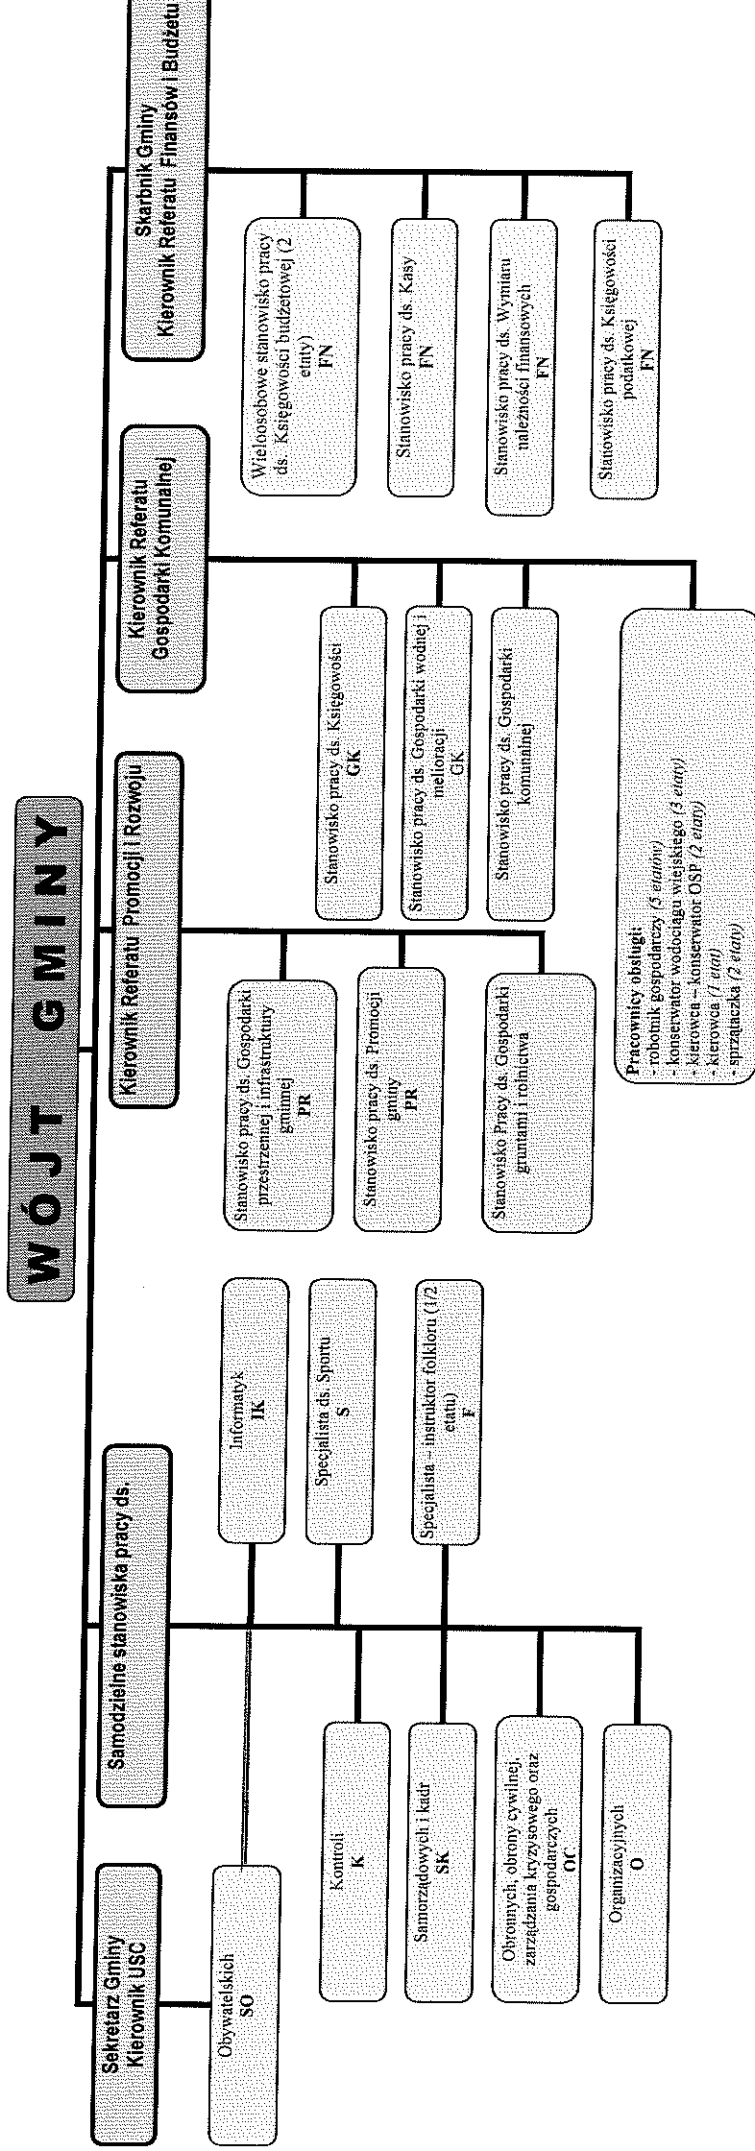 WÓJT GMINY
Sekretarz Gminy
Kierownik USC
Obywatelskich
SO
Samodzielne stanowiska pracy ds.
Informatyk
IK
Specjalista ds. Sportu
S
Specjalista – instruktor folkloru (1/2
etatu)
F
Kontroli
K
Samorządowych i kadr
SK
Obronnych, obrony cywilnej,
zarządzania kryzysowego oraz
gospodarczych
OC
Organizacyjnych
O
Kierownik Referatu Promocji i Rozwoju
Stanowisko pracy ds. Gospodarki
przestrzennej i infrastruktury
gminnej
PR
Stanowisko pracy ds. Promocji
gminy
PR
Stanowisko Pracy ds. Gospodarki
gruntami i rolnictwa
Kierownik Referatu
Gospodarki Komunalnej
Stanowisko pracy ds. Księgowości
GK
Stanowisko pracy ds. Gospodarki wodnej i
melioracji
GK
Stanowisko pracy ds. Gospodarki
komunalnej
Pracownicy obsługi:
- robotnik gospodarczy (5 etatów)
- konserwator wodociągu wiejskiego (3 etaty)
- kierowca – konserwator OSP (2 etaty)
- kierowca (1 etat)
- sprzątaczka (2 etaty)
Skarbnik Gminy
Kierownik Referatu Finansów i Budżetu
Wieloosobowe stanowisko pracy
ds. Księgowości budżetowej (2
etaty)
FN
Stanowisko pracy ds. Kasy
FN
Stanowisko pracy ds. Wymiaru
należności finansowych
FN
Stanowisko pracy ds. Księgowości
podatkowej
FN